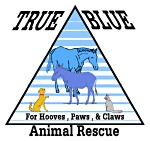 TRUE BLUE
For Hooves , Paws , & Claws
Animal Rescue